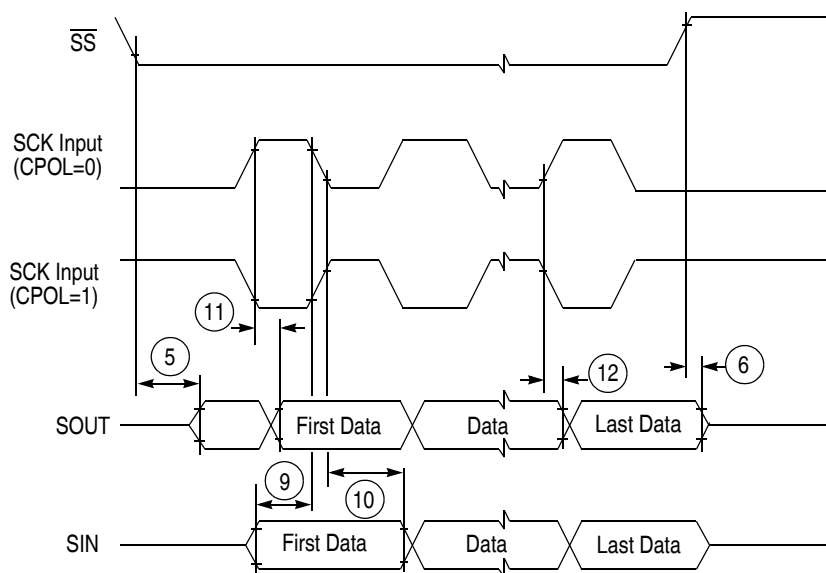 SS
SCK Input
(CPOL=0)
SCK Input
(CPOL=1)
11
5
12
6
SOUT
First Data
Data
Last Data
9
10
SIN
First Data
Data
Last Data